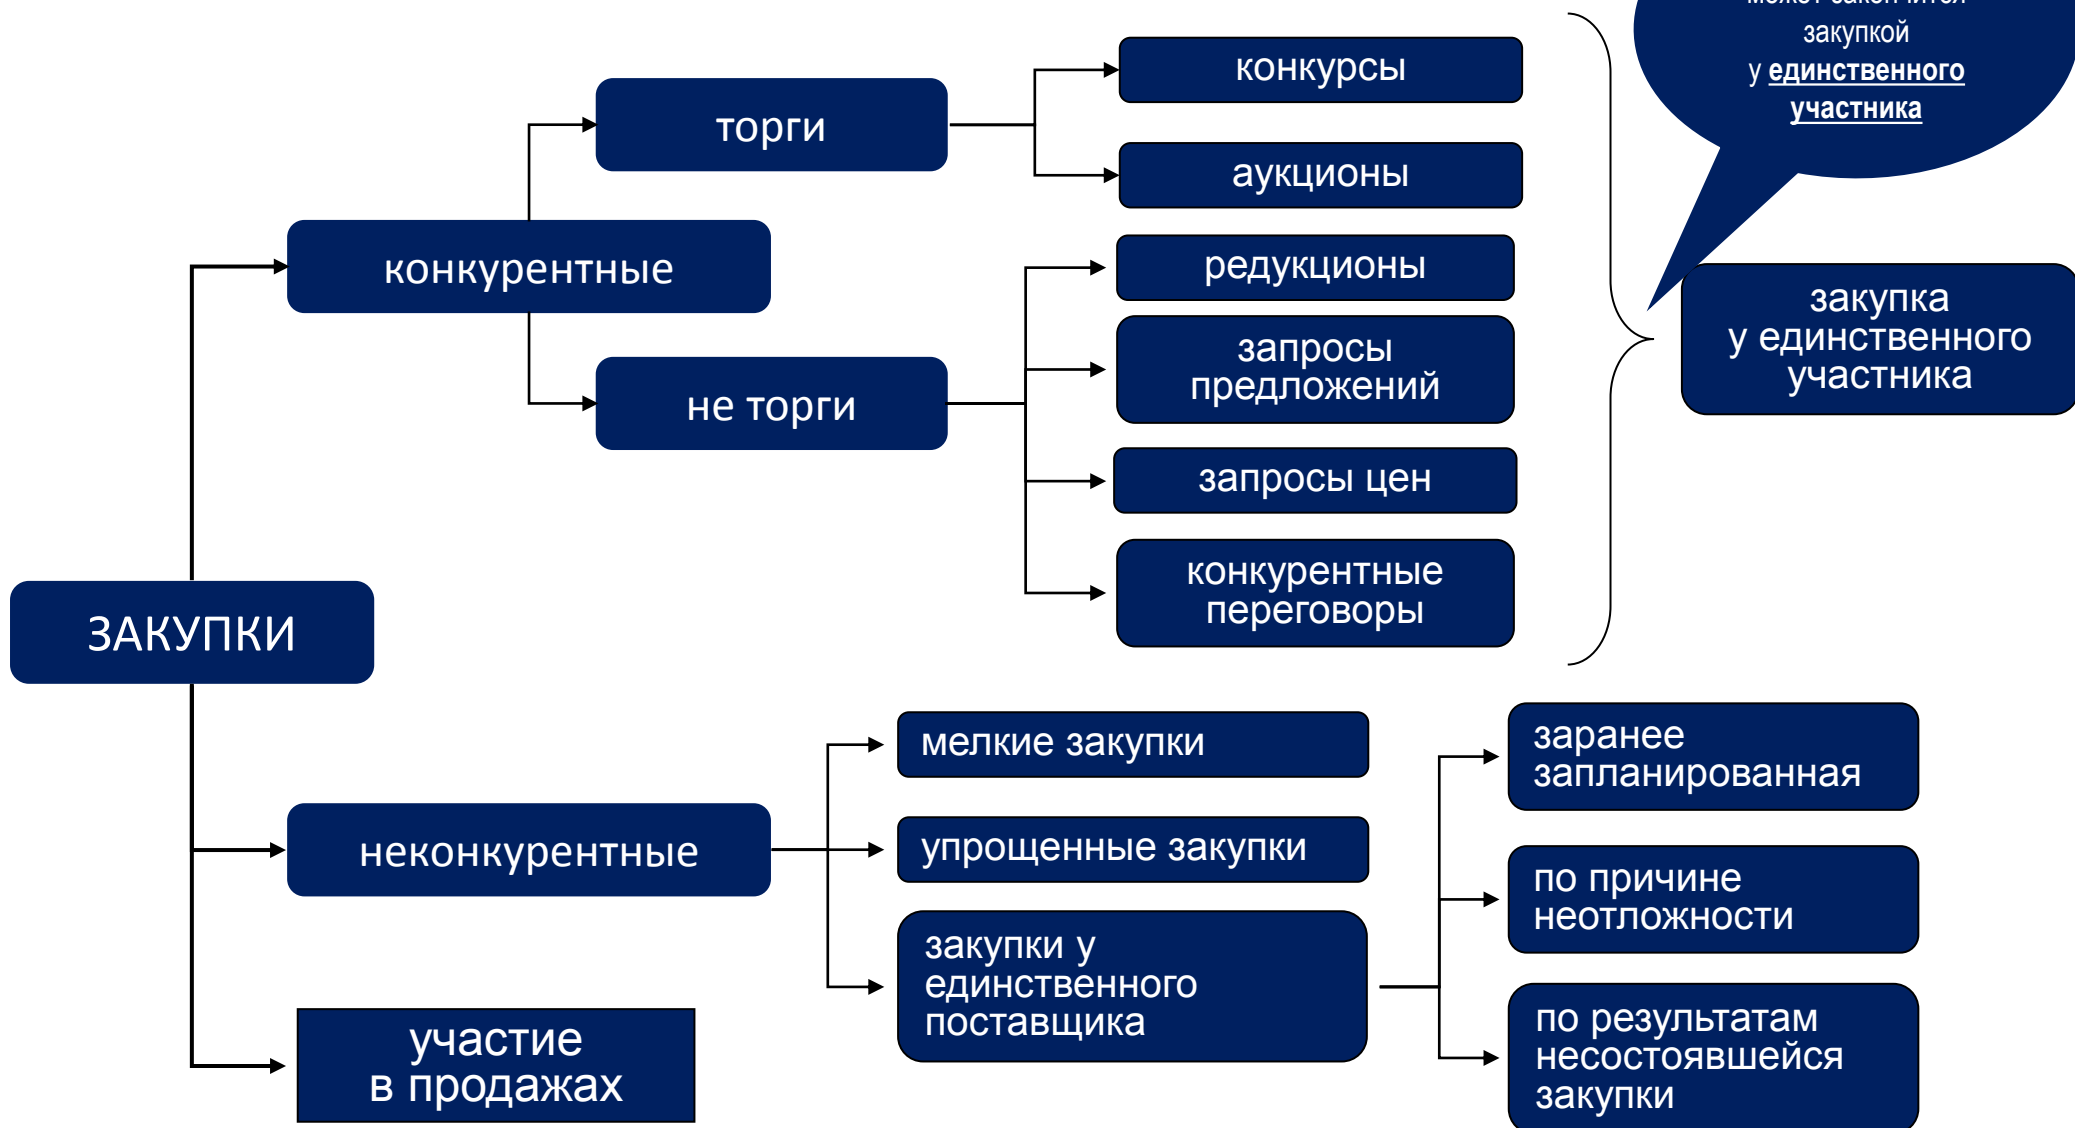 может закончится
закупкой
у единственного
участника
конкурсы
торги
аукционы
конкурентные
редукционы
закупка
у единственного
участника
запросы
предложений
не торги
запросы цен
конкурентные
переговоры
ЗАКУПКИ
мелкие закупки
заранее
запланированная
неконкурентные
упрощенные закупки
по причине
неотложности
закупки у
единственного
поставщика
по результатам
несостоявшейся
закупки
участие
в продажах